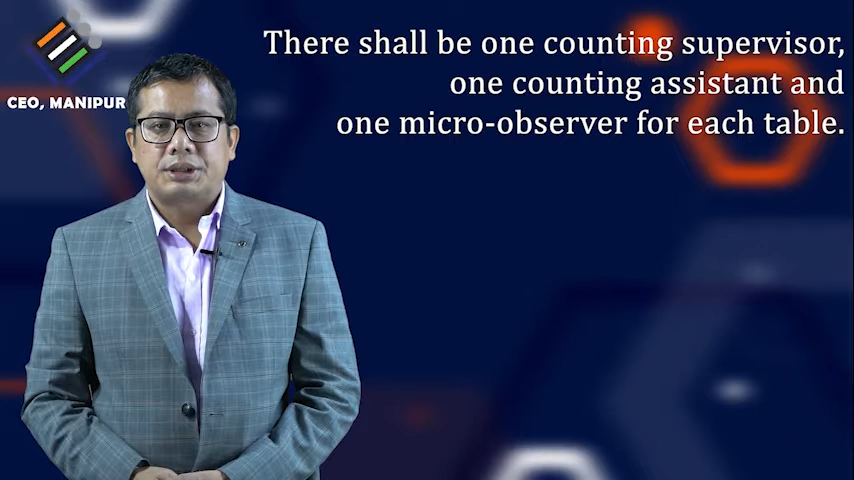 CEO, MANIPUR
There shall be one counting supervisor,
one counting assistant and
one micro-observer for each table.